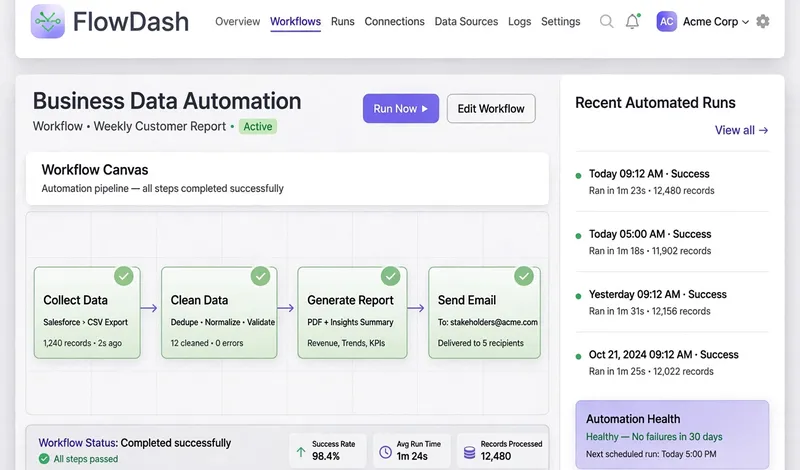 FlowDash
Overview Workflows Runs Connections Data Sources Logs Settings
AC Acme Corp
Business Data Automation
Workflow • Weekly Customer Report • Active
Run Now
Edit Workflow
Workflow Canvas
Automation pipeline — all steps completed successfully
Collect Data
Salesforce › CSV Export
1,240 records • 2s ago
Clean Data
Dedupe • Normalize • Validate
12 cleaned • 0 errors
Generate Report
PDF + Insights Summary
Revenue, Trends, KPIs
Send Email
To: stakeholders@acme.com
Delivered to 5 recipients
Workflow Status: Completed successfully
All steps passed
Success Rate
98.4%
Avg Run Time
1m 24s
Records Processed
12,480
Recent Automated Runs
View all →
Today 09:12 AM · Success
Ran in 1m 23s • 12,480 records
Today 05:00 AM · Success
Ran in 1m 18s • 11,902 records
Yesterday 09:12 AM · Success
Ran in 1m 31s • 12,156 records
Oct 21, 2024 09:12 AM · Success
Ran in 1m 25s • 12,022 records
Automation Health
Healthy — No failures in 30 days
Next scheduled run: Today 5:00 PM